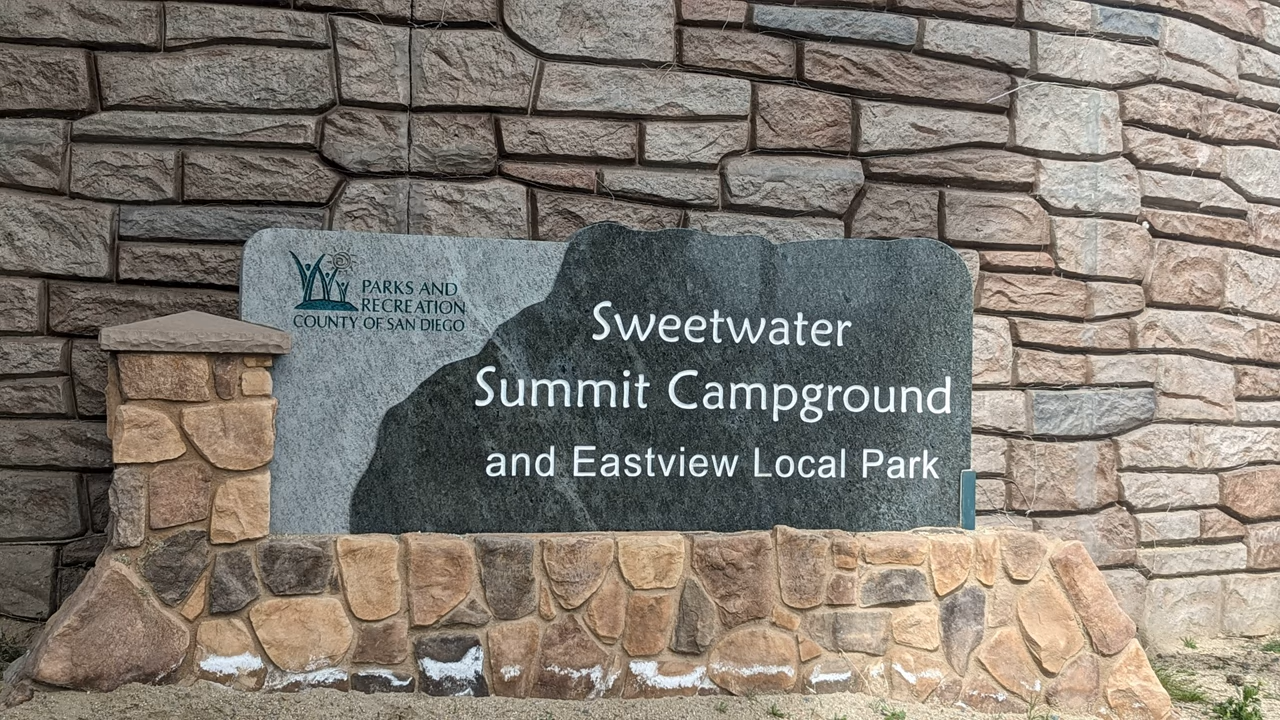 PARKS AND
RECREATION
COUNTY OF SAN DIEGO
Sweetwater
Summit Campground
and Eastview Local Park